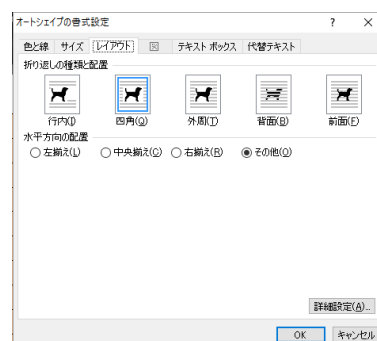 オートシェイプの書式設定 ? ×
色と線 サイズ レイアウト 図 テキスト ボックス 代替テキスト
折り返しの種類と配置
行内(I) 四角(Q) 外周(T) 背面(B) 前面(F)
水平方向の配置
左揃え(L) 中央揃え(C) 右揃え(R) その他(O)
詳細設定(A)...
OK キャンセル